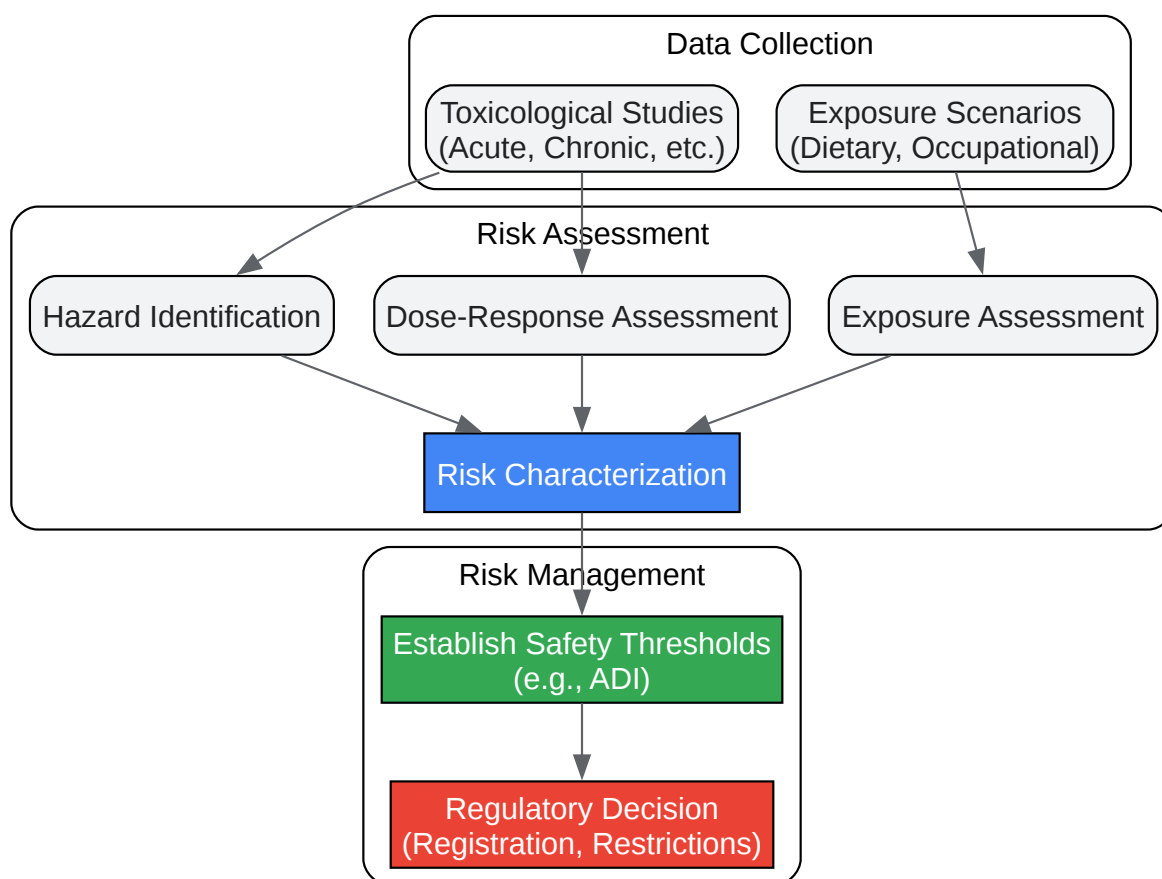 Data Collection
Toxicological Studies
(Acute, Chronic, etc.)
Exposure Scenarios
(Dietary, Occupational)
Risk Assessment
Hazard Identification
Dose-Response Assessment
Exposure Assessment
Risk Characterization
Risk Management
Establish Safety Thresholds
(e.g., ADI)
Regulatory Decision
(Registration, Restrictions)